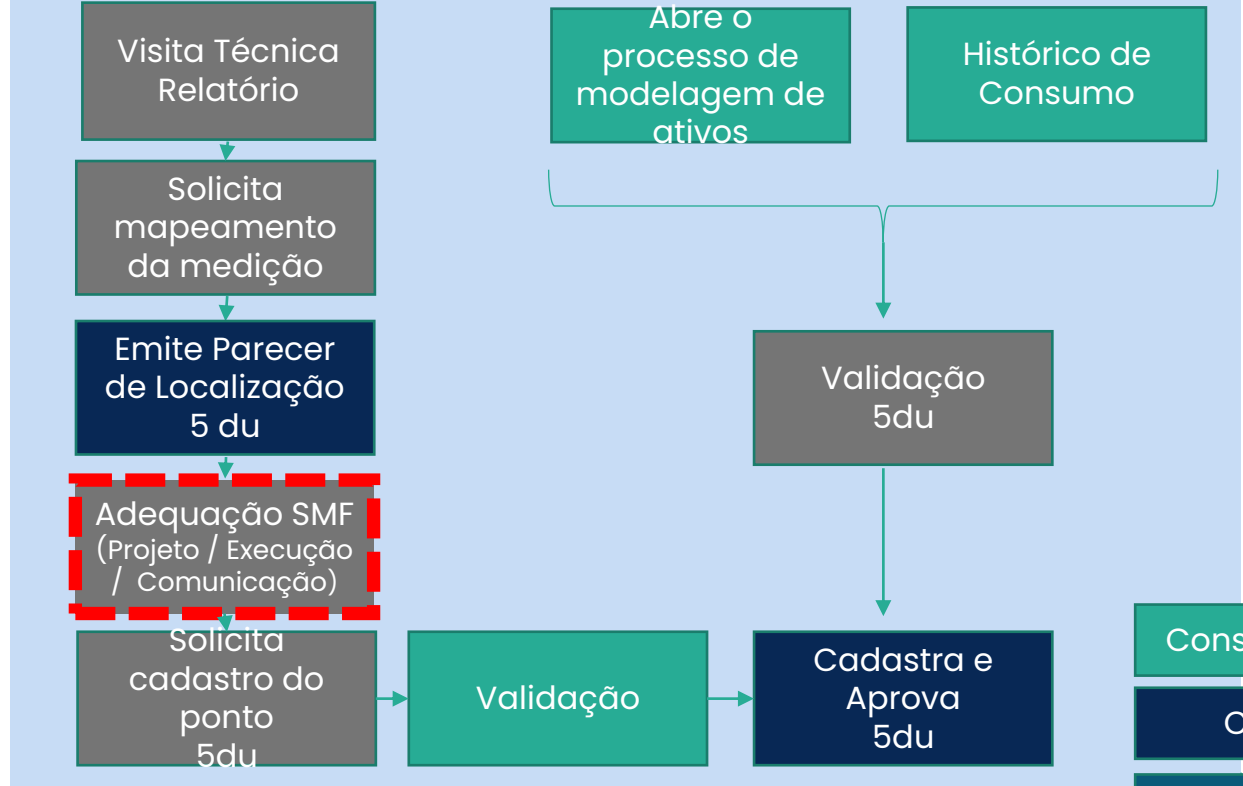 Visita Técnica
Relatório
Solicita
mapeamento
da medição
Emite Parecer
de Localização
5 du
Adequação SMF
(Projeto / Execução
/ Comunicação)
Solicita
cadastro do
ponto
5du
Validação
Abre o
processo de
modelagem de
ativos
Histórico de
Consumo
Validação
5du
Cadastra e
Aprova
5du
Cons